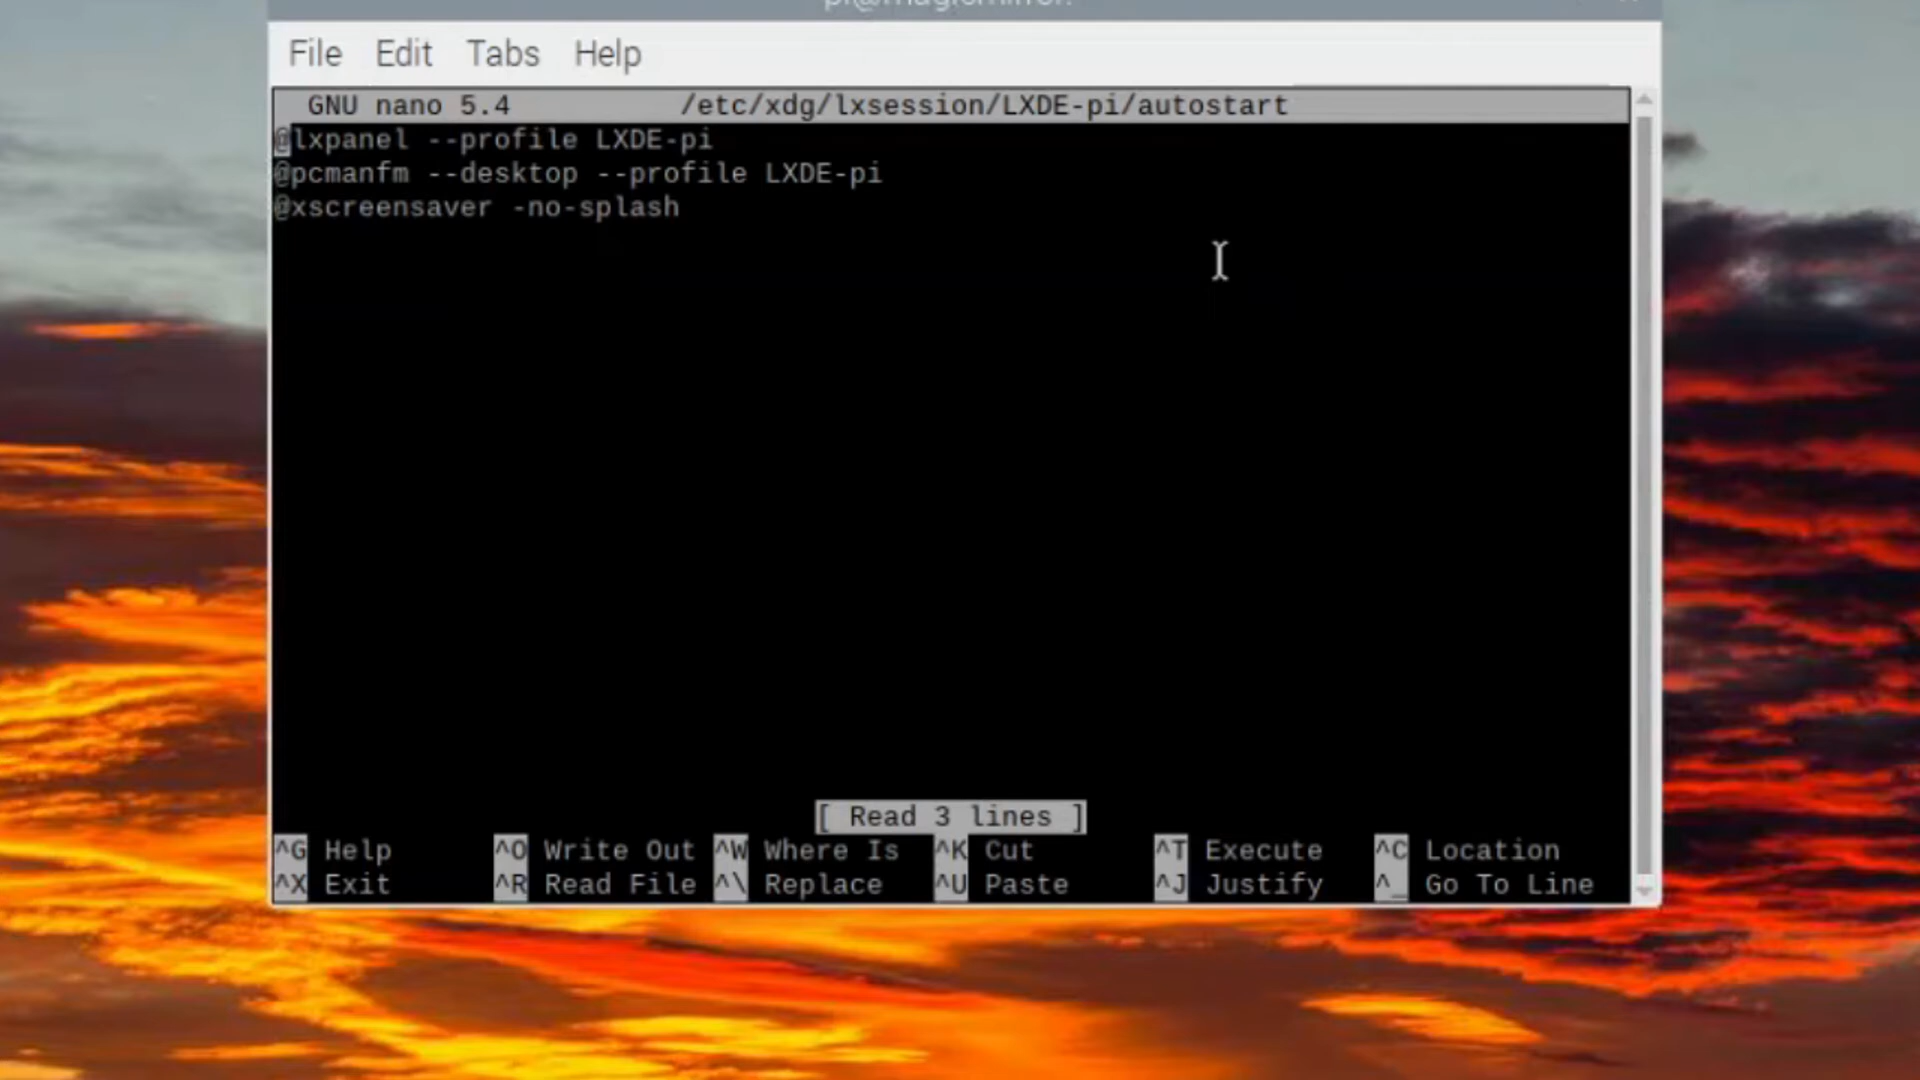 pi@magicmirror:
File Edit Tabs Help
GNU nano 5.4 /etc/xdg/lxsession/LXDE-pi/autostart
@lxpanel --profile LXDE-pi
@pcmanfm --desktop --profile LXDE-pi
@xscreensaver -no-splash
[ Read 3 lines ]
^G Help ^O Write Out ^W Where Is ^K Cut ^T Execute ^C Location
^X Exit ^R Read File ^\ Replace ^U Paste ^J Justify ^_ Go To Line